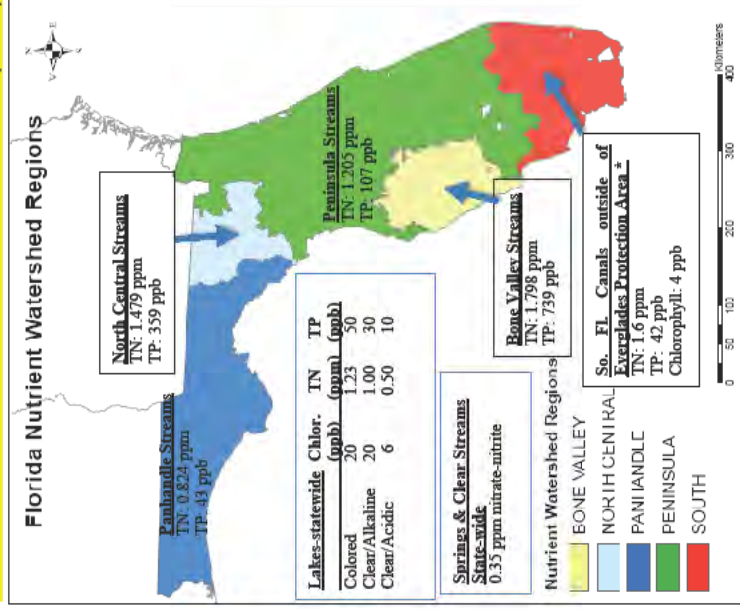 Florida Nutrient Watershed Regions
N
W E
S
Panhandle Streams
TN: 0.824 ppm
TP: 43 ppb
North Central Streams
TN: 1.479 ppm
TP: 359 ppb
Peninsula Streams
TN: 1.205 ppm
TP: 107 ppb
Lakes-statewide Chlor. TN TP
(ppb) (ppm) (ppb)
Colored 20 1.23 50
Clear/Alkaline 20 1.00 30
Clear/Acidic 6 0.50 10
Bone Valley Streams
TN: 1.798 ppm
TP: 739 ppb
Springs & Clear Streams
State-wide
0.35 ppm nitrate-nitrite
So. Fl. Canals outside of
Everglades Protection Area *
TN: 1.6 ppm
TP: 42 ppb
Chlorophyll: 4 ppb
Nutrient Watershed Regions
BONE VALLEY
NORTH CENTRAL
PANHANDLE
PENINSULA
SOUTH
0 50 100 200 300 400
Kilometers